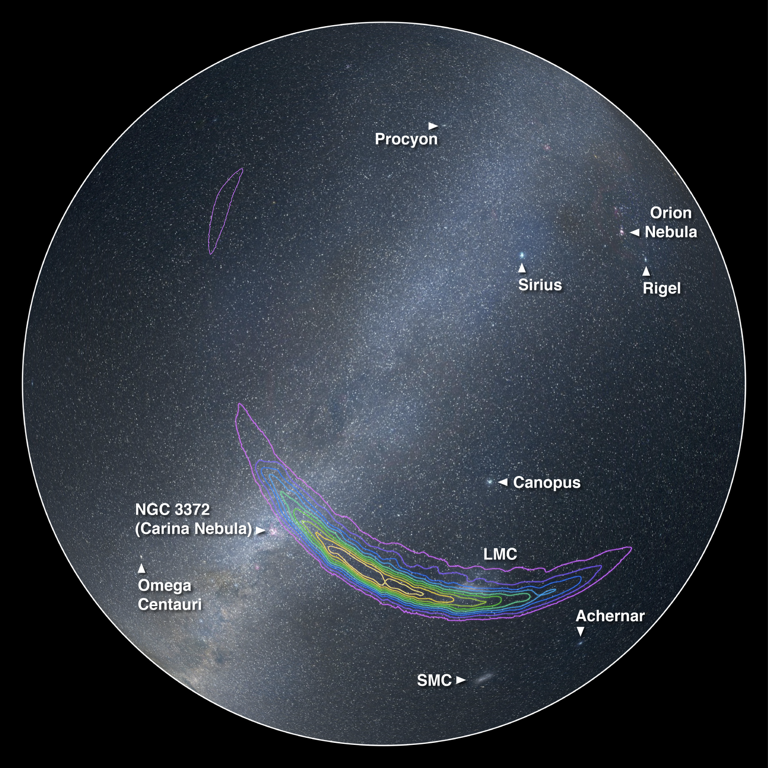 Procyon
Orion
Nebula
Sirius
Rigel
Canopus
NGC 3372
(Carina Nebula)
LMC
Omega
Centauri
Achernar
SMC